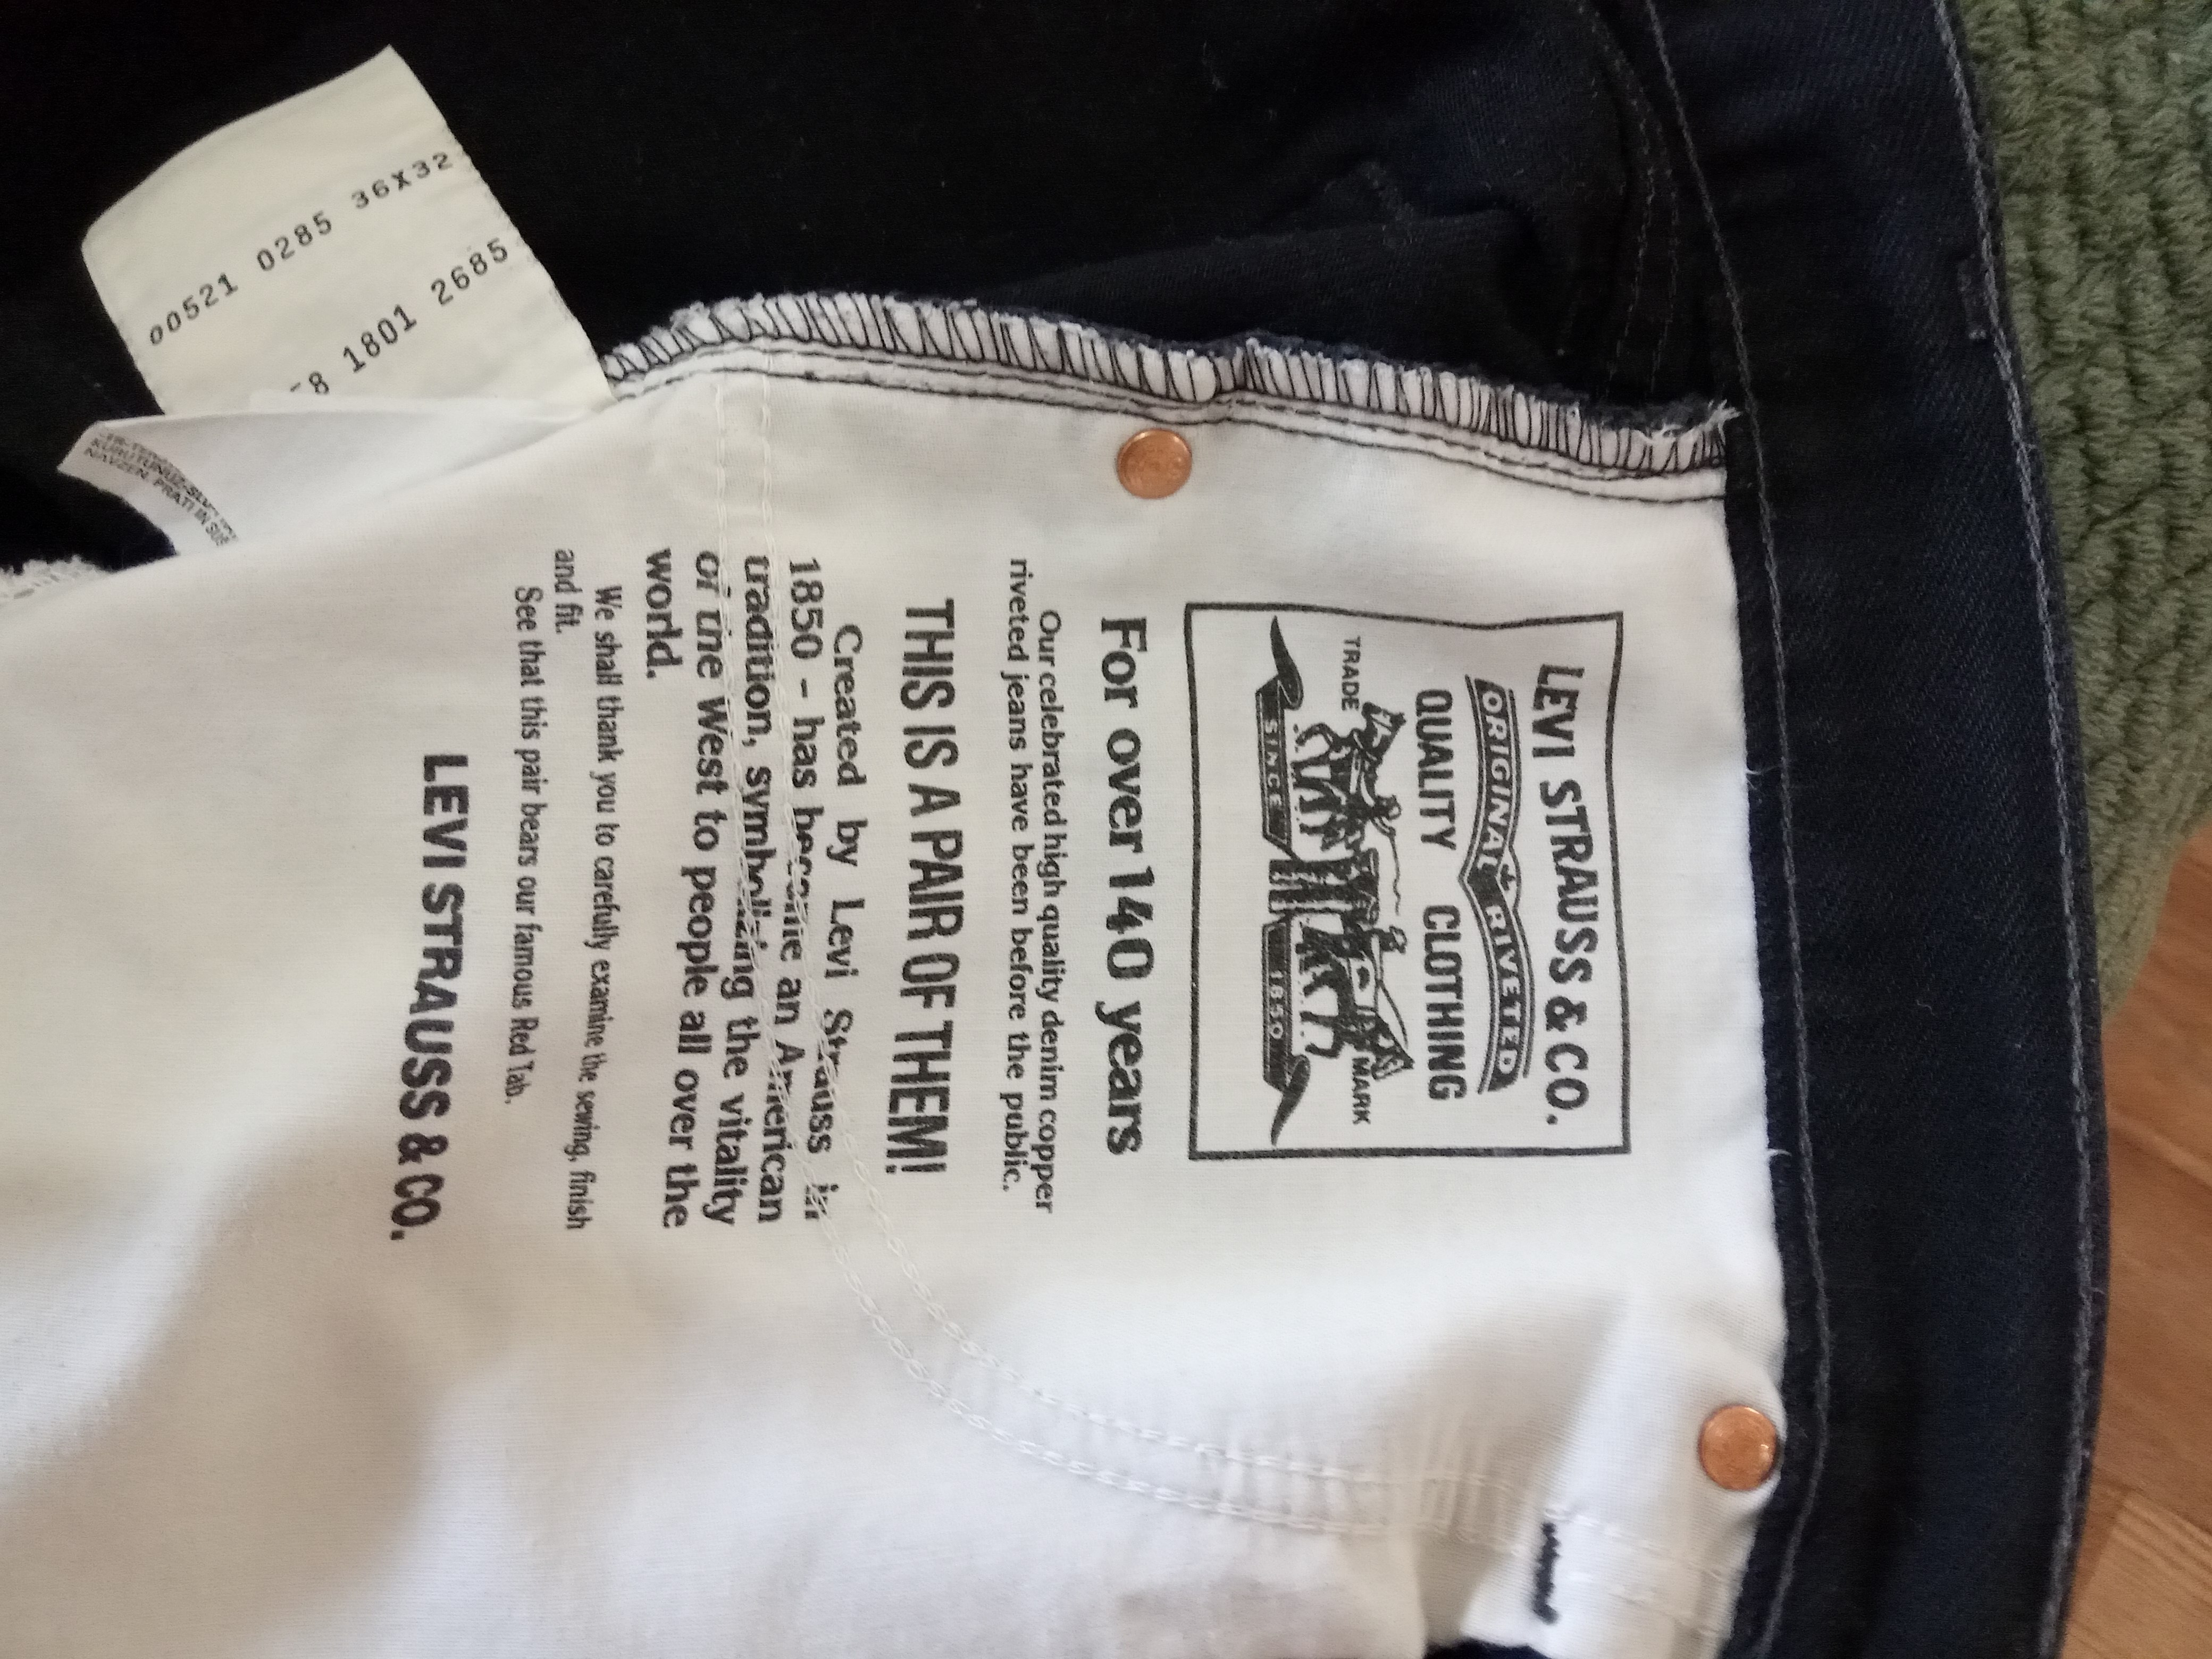 LEVI STRAUSS & CO.
ORIGINAL RIVETED
QUALITY CLOTHING
TRADE MARK
SINCE 1850
For over 140 years
Our celebrated high quality denim copper
riveted jeans have been before the public.
THIS IS A PAIR OF THEM!
Created by Levi Strauss in
1850 - has become an American
tradition, symbolizing the vitality
of the West to people all over the
world.
We shall thank you to carefully examine the sewing, finish
and fit.
See that this pair bears our famous Red Tab.
LEVI STRAUSS & CO.
00521 0285 36X32
8 1801 2685